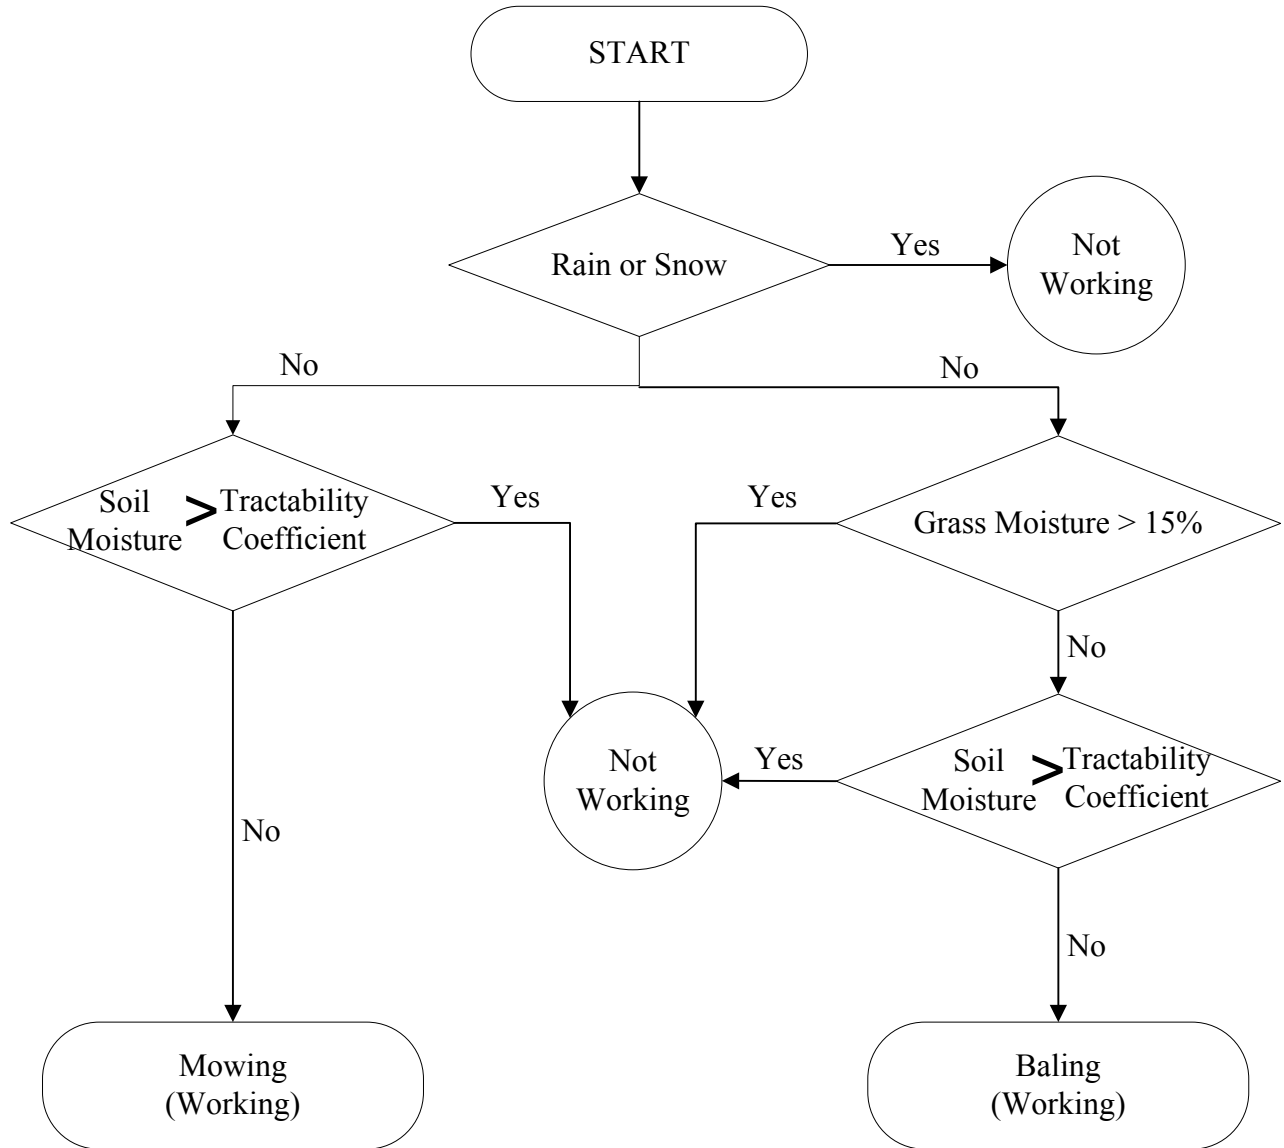 START
Rain or Snow
Yes
Not
Working
No
No
Soil
Moisture
>
Tractability
Coefficient
Yes
Yes
Grass Moisture > 15%
No
Not
Working
Yes
Soil
Moisture
>
Tractability
Coefficient
No
No
Mowing
(Working)
Baling
(Working)